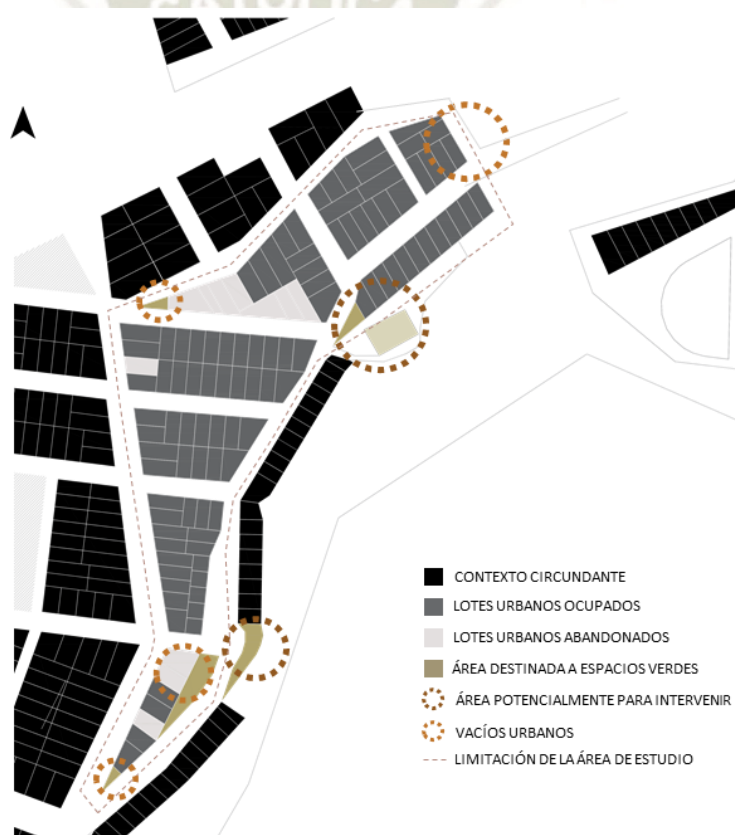 CONTEXTO CIRCUNDANTE
LOTES URBANOS OCUPADOS
LOTES URBANOS ABANDONADOS
ÁREA DESTINADA A ESPACIOS VERDES
ÁREA POTENCIALMENTE PARA INTERVENIR
VACÍOS URBANOS
LIMITACIÓN DE LA ÁREA DE ESTUDIO